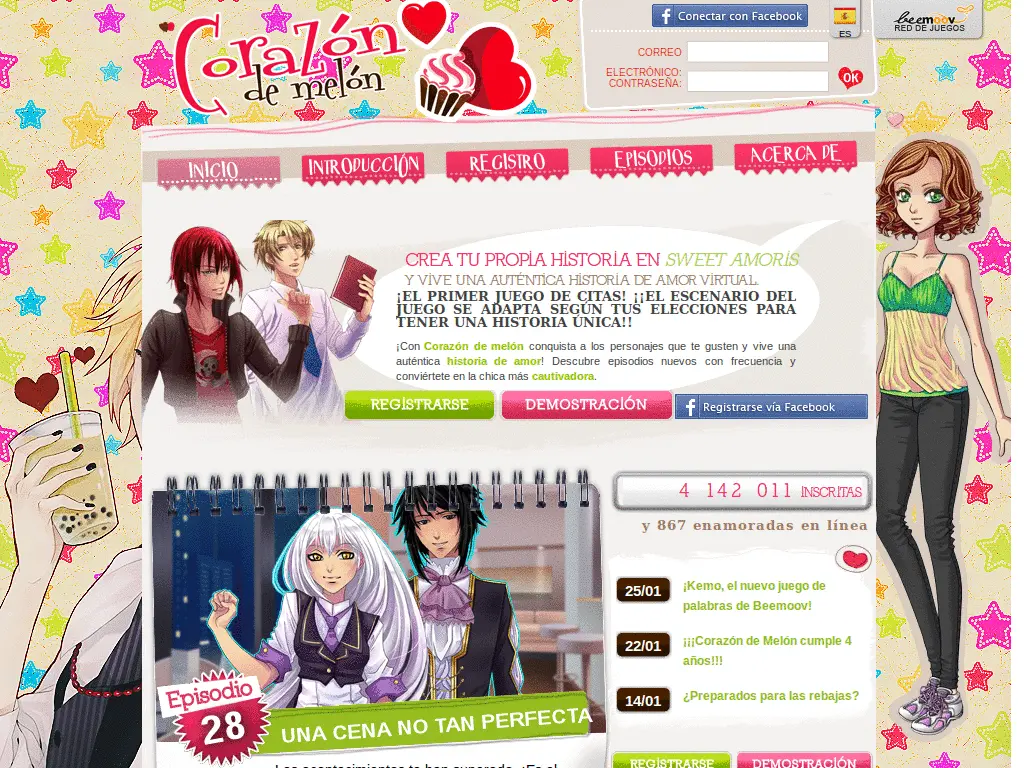 Corazón
de melón
Conectar con Facebook
ES
beemoov
RED DE JUEGOS
CORREO
ELECTRÓNICO:
CONTRASEÑA:
OK
INICIO
INTRODUCCIÓN
REGISTRO
EPISODIOS
ACERCA DE
CREA TU PROPIA HISTORIA EN SWEET AMORIS
Y VIVE UNA AUTÉNTICA HISTORIA DE AMOR VIRTUAL.
¡EL PRIMER JUEGO DE CITAS! ¡¡EL ESCENARIO DEL
JUEGO SE ADAPTA SEGÚN TUS ELECCIONES PARA
TENER UNA HISTORIA ÚNICA!!
¡Con Corazón de melón conquista a los personajes que te gusten y vive una
auténtica historia de amor! Descubre episodios nuevos con frecuencia y
conviértete en la chica más cautivadora.
REGISTRARSE
DEMOSTRACIÓN
Registrarse vía Facebook
4 142 011 INSCRITAS
y 867 enamoradas en línea
25/01
¡Kemo, el nuevo juego de
palabras de Beemoov!
22/01
¡¡¡Corazón de Melón cumple 4
años!!!
14/01
¿Preparados para las rebajas?
Episodio
28
UNA CENA NO TAN PERFECTA
REGISTRARSE
DEMOSTRACIÓN